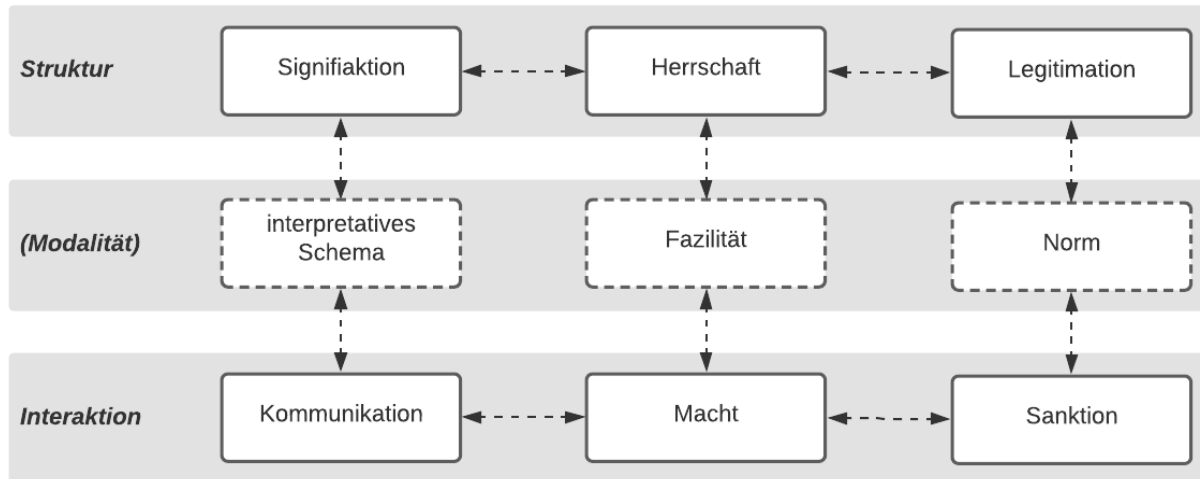 Struktur
Signifiaktion
Herrschaft
Legitimation
(Modalität)
interpretatives
Schema
Fazilität
Norm
Interaktion
Kommunikation
Macht
Sanktion